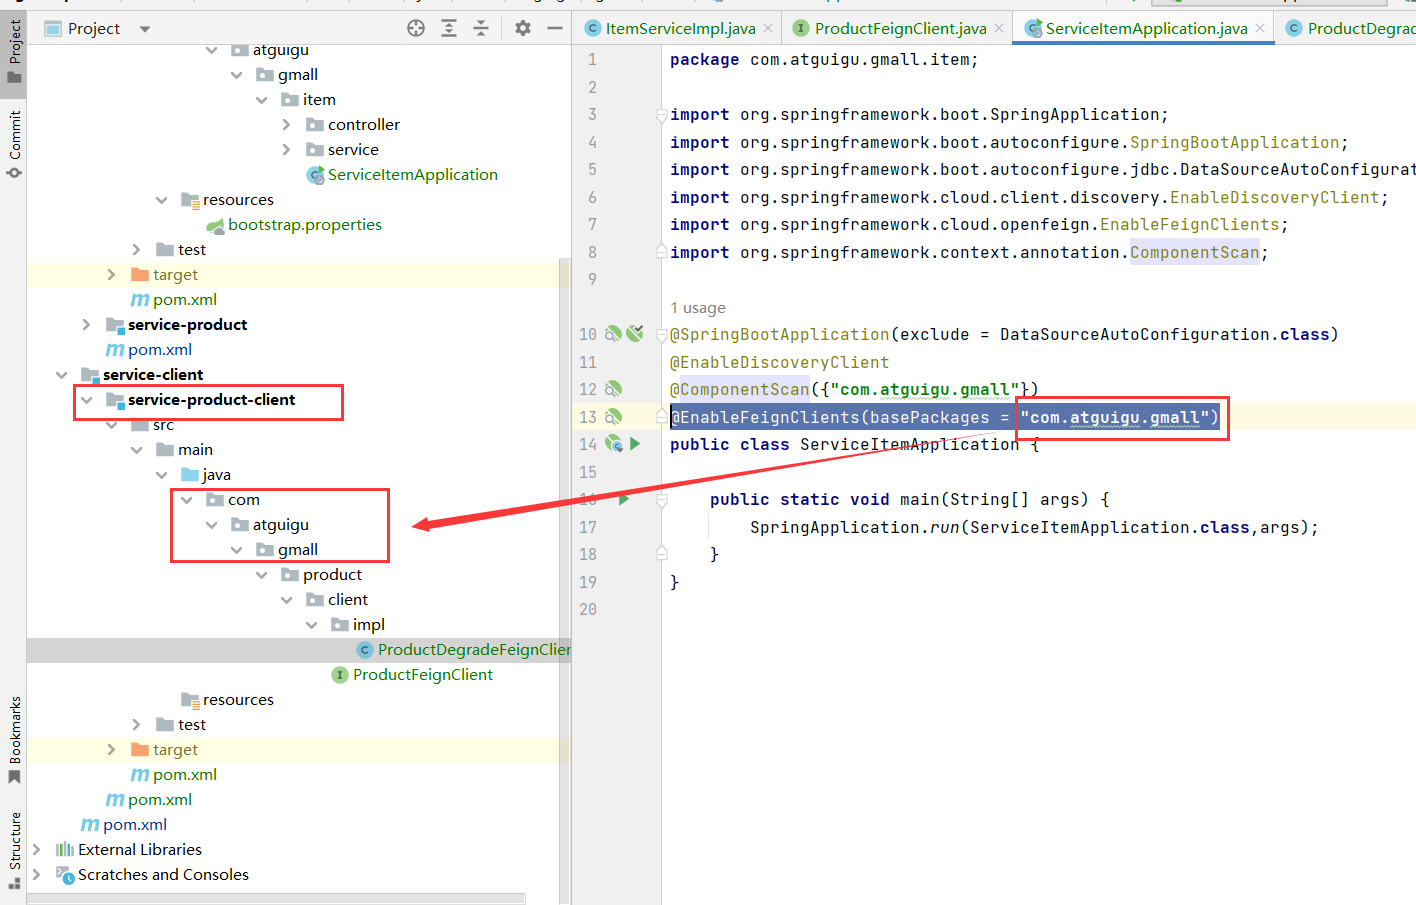 Project
ItemServiceImpl.java
ProductFeignClient.java
ServiceItemApplication.java
ProductDegra
Project
Commit
Bookmarks
Structure
atguigu
gmall
item
controller
service
ServiceItemApplication
resources
bootstrap.properties
test
target
pom.xml
service-product
pom.xml
service-client
service-product-client
src
main
java
com
atguigu
gmall
product
client
impl
ProductDegradeFeignClien
ProductFeignClient
resources
test
target
pom.xml
pom.xml
pom.xml
External Libraries
Scratches and Consoles
1 package com.atguigu.gmall.item;
2
3 import org.springframework.boot.SpringApplication;
4 import org.springframework.boot.autoconfigure.SpringBootApplication;
5 import org.springframework.boot.autoconfigure.jdbc.DataSourceAutoConfigurat
6 import org.springframework.cloud.client.discovery.EnableDiscoveryClient;
7 import org.springframework.cloud.openfeign.EnableFeignClients;
8 import org.springframework.context.annotation.ComponentScan;
9
1 usage
10 @SpringBootApplication(exclude = DataSourceAutoConfiguration.class)
11 @EnableDiscoveryClient
12 @ComponentScan({"com.atguigu.gmall"})
13 @EnableFeignClients(basePackages = "com.atguigu.gmall")
14 public class ServiceItemApplication {
15
16 public static void main(String[] args) {
17 SpringApplication.run(ServiceItemApplication.class,args);
18 }
19 }
20